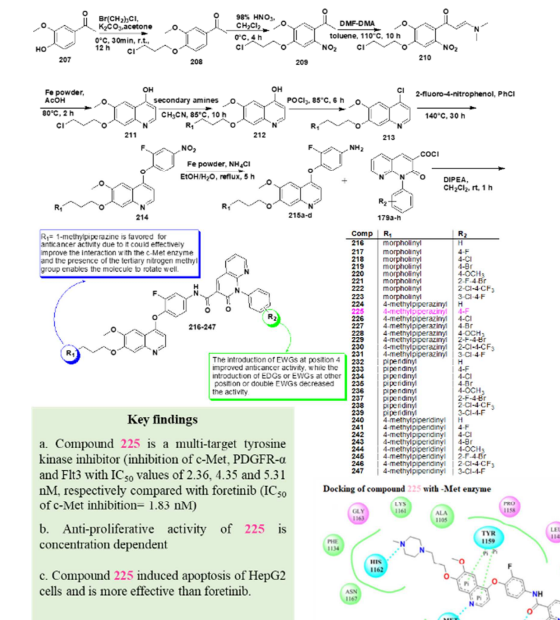 Br(CH2)3Cl,
K2CO3,acetone
0°C, 30min, r.t.,
12 h
98% HNO3,
CH2Cl2
0°C, 4 h
DMF-DMA
toluene, 110°C, 10 h
207
208
209
210
Fe powder,
AcOH
80°C, 2 h
secondary amines
CH3CN, 85°C, 10 h
POCl3, 85°C, 6 h
2-fluoro-4-nitrophenol, PhCl
140°C, 30 h
211
212
213
Fe powder, NH4Cl
EtOH/H2O, reflux, 5 h
DIPEA,
CH2Cl2, rt, 1 h
214
215a-d
179a-h
R1= 1-methylpiperazine is favored for
anticancer activity due to it could effectively
improve the interaction with the c-Met enzyme
and the presence of the tertiary nitrogen methyl
group enables the molecule to rotate well.
216-247
The introduction of EWGs at position 4
improved anticancer activity, while the
introduction of EDGs or EWGs at other
position or double EWGs decreased
the activity
Comp R1 R2
216 morpholinyl H
217 morpholinyl 4-F
218 morpholinyl 4-Cl
219 morpholinyl 4-Br
220 morpholinyl 4-OCH3
221 morpholinyl 2-F-4-Br
222 morpholinyl 2-Cl-4-CF3
223 morpholinyl 3-Cl-4-F
224 4-methylpiperazinyl H
225 4-methylpiperazinyl 4-F
226 4-methylpiperazinyl 4-Cl
227 4-methylpiperazinyl 4-Br
228 4-methylpiperazinyl 4-OCH3
229 4-methylpiperazinyl 2-F-4-Br
230 4-methylpiperazinyl 2-Cl-4-CF3
231 4-methylpiperazinyl 3-Cl-4-F
232 piperidinyl H
233 piperidinyl 4-F
234 piperidinyl 4-Cl
235 piperidinyl 4-Br
236 piperidinyl 4-OCH3
237 piperidinyl 2-F-4-Br
238 piperidinyl 2-Cl-4-CF3
239 piperidinyl 3-Cl-4-F
240 4-methylpiperidinyl H
241 4-methylpiperidinyl 4-F
242 4-methylpiperidinyl 4-Cl
243 4-methylpiperidinyl 4-Br
244 4-methylpiperidinyl 4-OCH3
245 4-methylpiperidinyl 2-F-4-Br
246 4-methylpiperidinyl 2-Cl-4-CF3
247 4-methylpiperidinyl 3-Cl-4-F
Key findings
a. Compound 225 is a multi-target tyrosine
kinase inhibitor (inhibition of c-Met, PDGFR-α
and Flt3 with IC50 values of 2.36, 4.35 and 5.31
nM, respectively compared with foretinib (IC50
of c-Met inhibition= 1.83 nM)
b. Anti-proliferative activity of 225 is
concentration dependent
c. Compound 225 induced apoptosis of HepG2
cells and is more effective than foretinib.
Docking of compound 225 with -Met enzyme
GLY
1163
LYS
1161
ALA
1105
PRO
1158
TYR
1159
PHE
1134
HIS
1162
ASN
1167